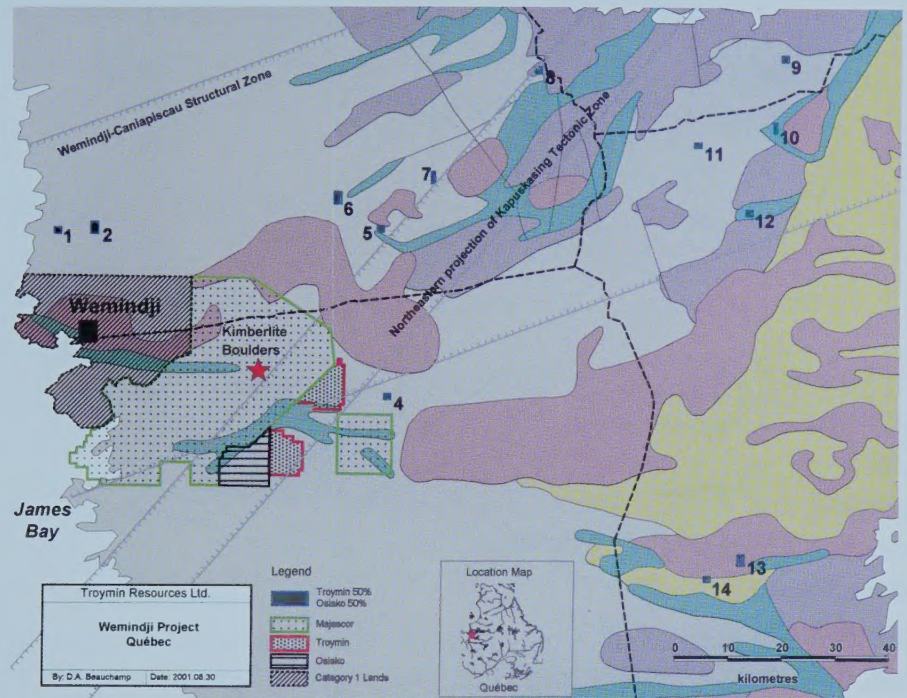 Wemindji-Caniapiscau Structural Zone
Northeastern projection of Kapuskasing Tectonic Zone
8
9
10
11
7
6
5
12
1
2
Wemindji
Kimberlite
Boulders
4
James
Bay
13
14
Troymin Resources Ltd.
Wemindji Project
Québec
By: D.A. Beauchamp Date: 2001.08.30
Legend
Troymin 50%
Osisko 50%
Majescor
Troymin
Osisko
Category 1 Lands
Location Map
Québec
0 10 20 30 40
kilometres